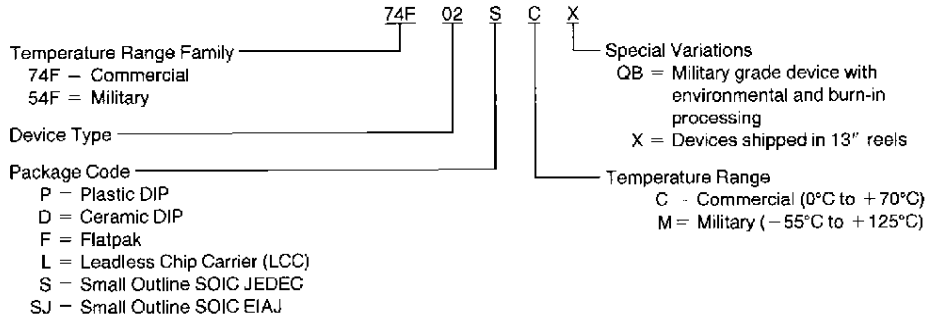 74F 02 S C X
Temperature Range Family
74F - Commercial
54F = Military
Device Type
Package Code
P - Plastic DIP
D = Ceramic DIP
F = Flatpak
L = Leadless Chip Carrier (LCC)
S - Small Outline SOIC JEDEC
SJ - Small Outline SOIC EIAJ
Special Variations
QB = Military grade device with
environmental and burn-in
processing
X = Devices shipped in 13" reels
Temperature Range
C - Commercial (0°C to +70°C)
M = Military (-55°C to +125°C)